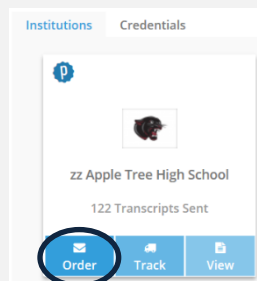 Institutions Credentials
P
zz Apple Tree High School
122 Transcripts Sent
Order Track View